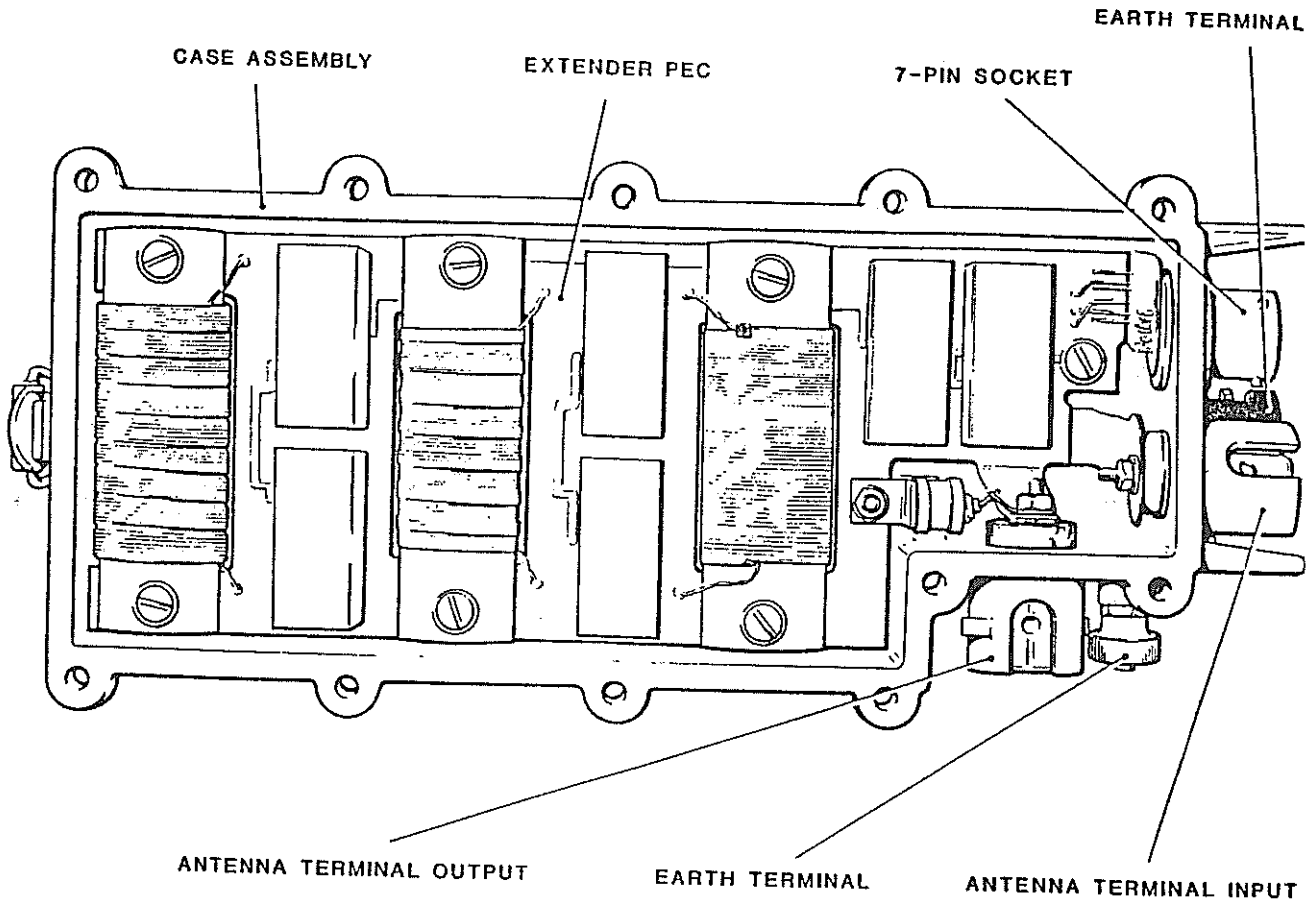 EARTH TERMINAL
CASE ASSEMBLY
EXTENDER PEC
7-PIN SOCKET
ANTENNA TERMINAL OUTPUT
EARTH TERMINAL
ANTENNA TERMINAL INPUT